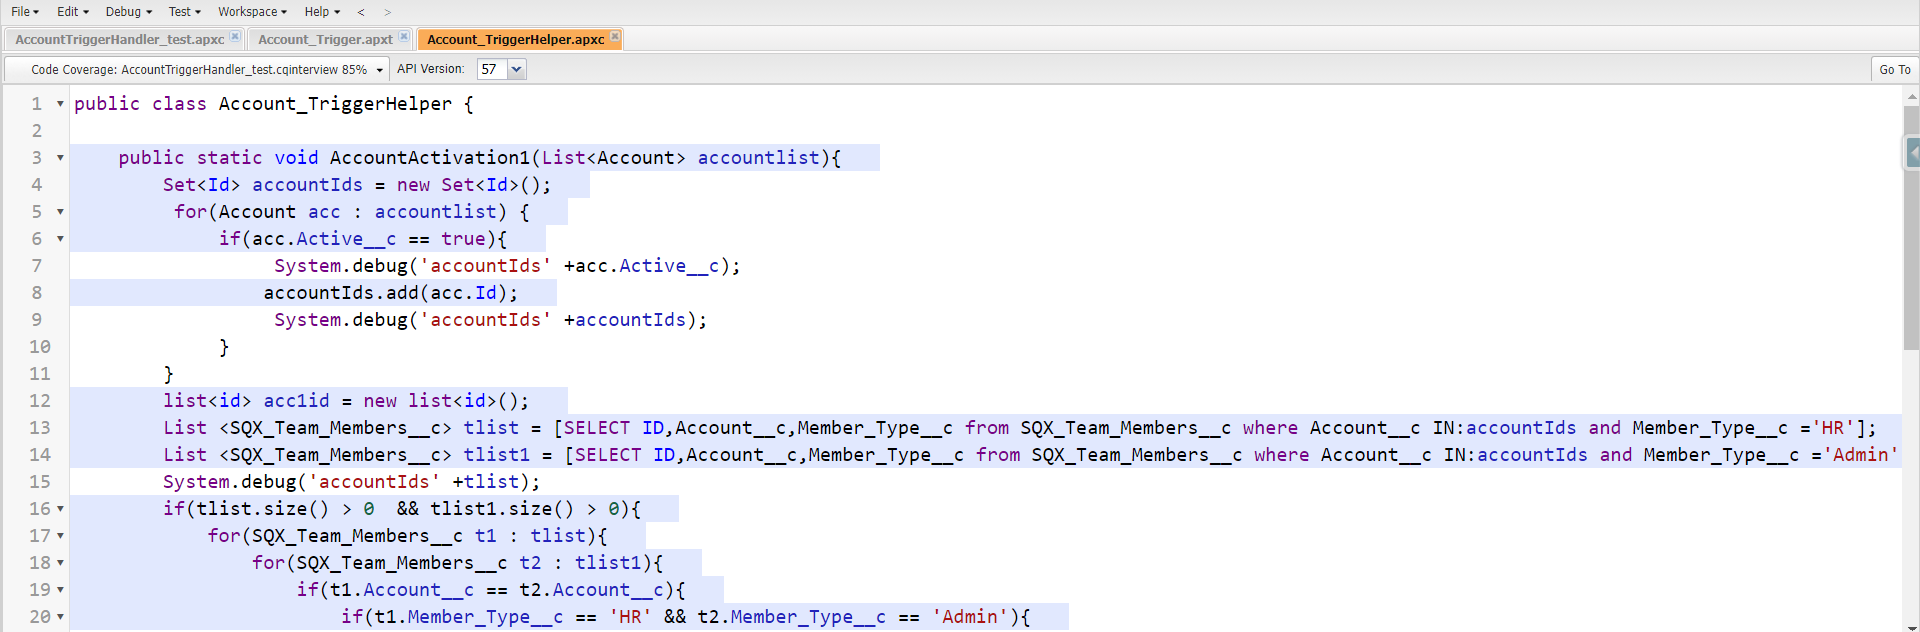 File Edit Debug Test Workspace Help < >
AccountTriggerHandler_test.apxc Account_Trigger.apxt Account_TriggerHelper.apxc
Code Coverage: AccountTriggerHandler_test.cqinterview 85% API Version: 57 Go To
1 public class Account_TriggerHelper {
2
3 public static void AccountActivation1(List<Account> accountlist){
4 Set<Id> accountIds = new Set<Id>();
5 for(Account acc : accountlist) {
6 if(acc.Active__c == true){
7 System.debug('accountIds' +acc.Active__c);
8 accountIds.add(acc.Id);
9 System.debug('accountIds' +accountIds);
10 }
11 }
12 list<id> acc1id = new list<id>();
13 List <SQX_Team_Members__c> tlist = [SELECT ID,Account__c,Member_Type__c from SQX_Team_Members__c where Account__c IN:accountIds and Member_Type__c ='HR'];
14 List <SQX_Team_Members__c> tlist1 = [SELECT ID,Account__c,Member_Type__c from SQX_Team_Members__c where Account__c IN:accountIds and Member_Type__c ='Admin'
15 System.debug('accountIds' +tlist);
16 if(tlist.size() > 0  && tlist1.size() > 0){
17 for(SQX_Team_Members__c t1 : tlist){
18 for(SQX_Team_Members__c t2 : tlist1){
19 if(t1.Account__c == t2.Account__c){
20 if(t1.Member_Type__c == 'HR' && t2.Member_Type__c == 'Admin'){